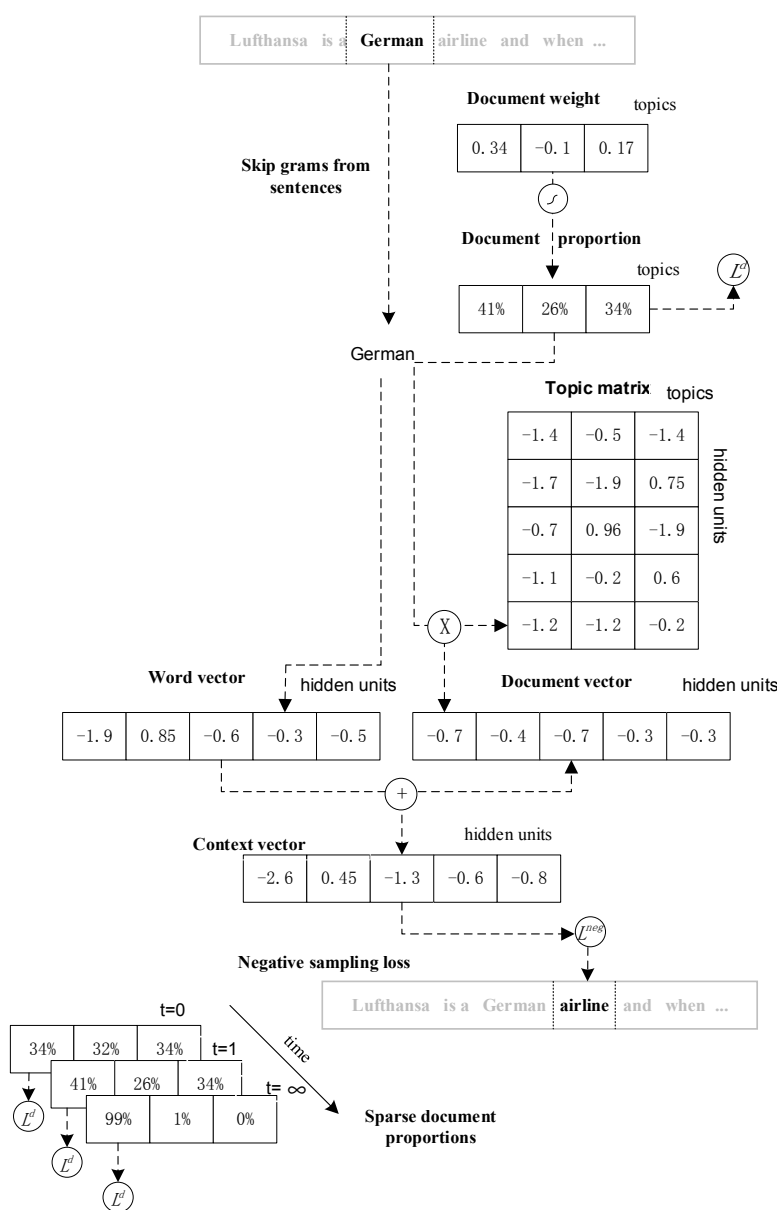 Lufthansa is a German airline and when ...
Document weight
topics
0.34 -0.1 0.17
Skip grams from
sentences
∫
Document proportion
topics
L^d
41% 26% 34%
German
Topic matrix topics
-1.4 -0.5 -1.4
-1.7 -1.9 0.75
-0.7 0.96 -1.9
-1.1 -0.2 0.6
-1.2 -1.2 -0.2
hidden units
X
Word vector
hidden units
Document vector
hidden units
-1.9 0.85 -0.6 -0.3 -0.5
-0.7 -0.4 -0.7 -0.3 -0.3
+
Context vector
hidden units
-2.6 0.45 -1.3 -0.6 -0.8
L^neg
Negative sampling loss
Lufthansa is a German airline and when ...
t=0
34% 32% 34%
t=1
41% 26% 34%
t= ∞
99% 1% 0%
time
L^d
L^d
L^d
Sparse document
proportions